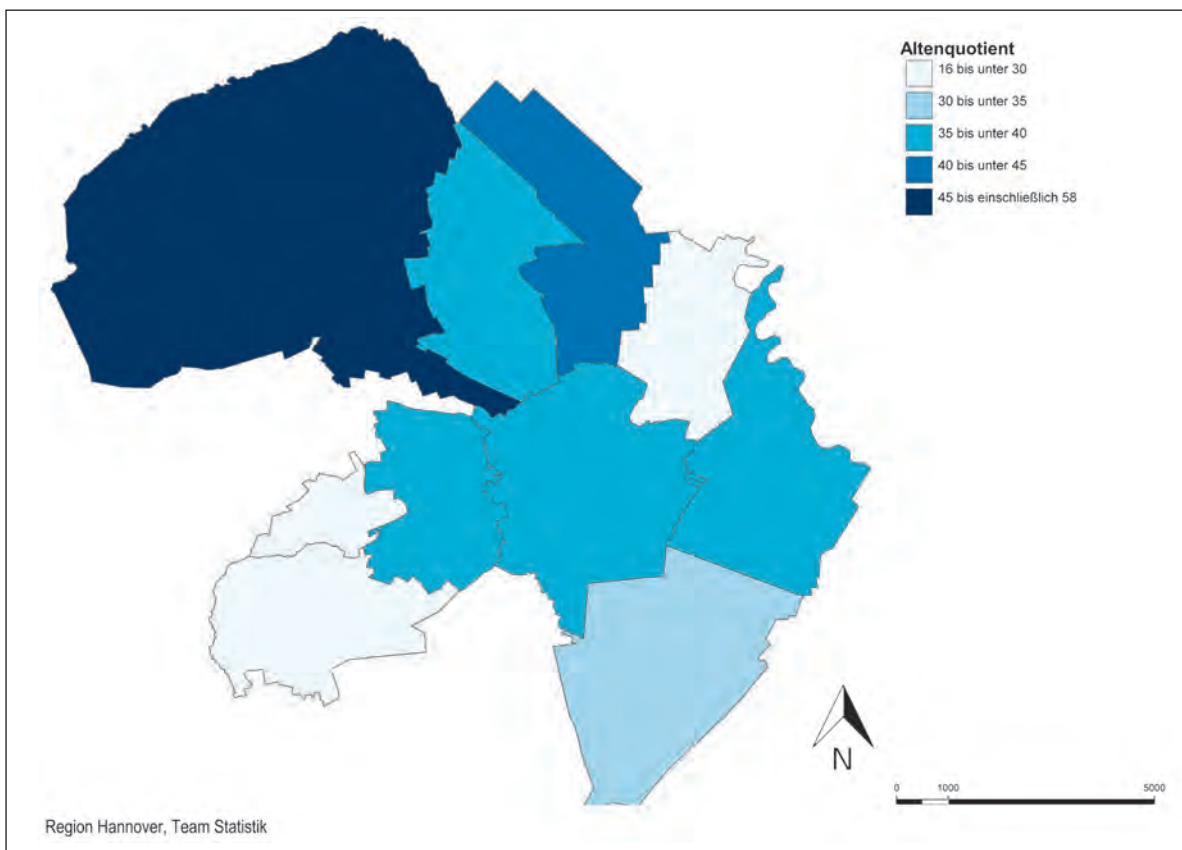 Altenquotient
16 bis unter 30
30 bis unter 35
35 bis unter 40
40 bis unter 45
45 bis einschließlich 58
N
0 1000 5000
Region Hannover, Team Statistik